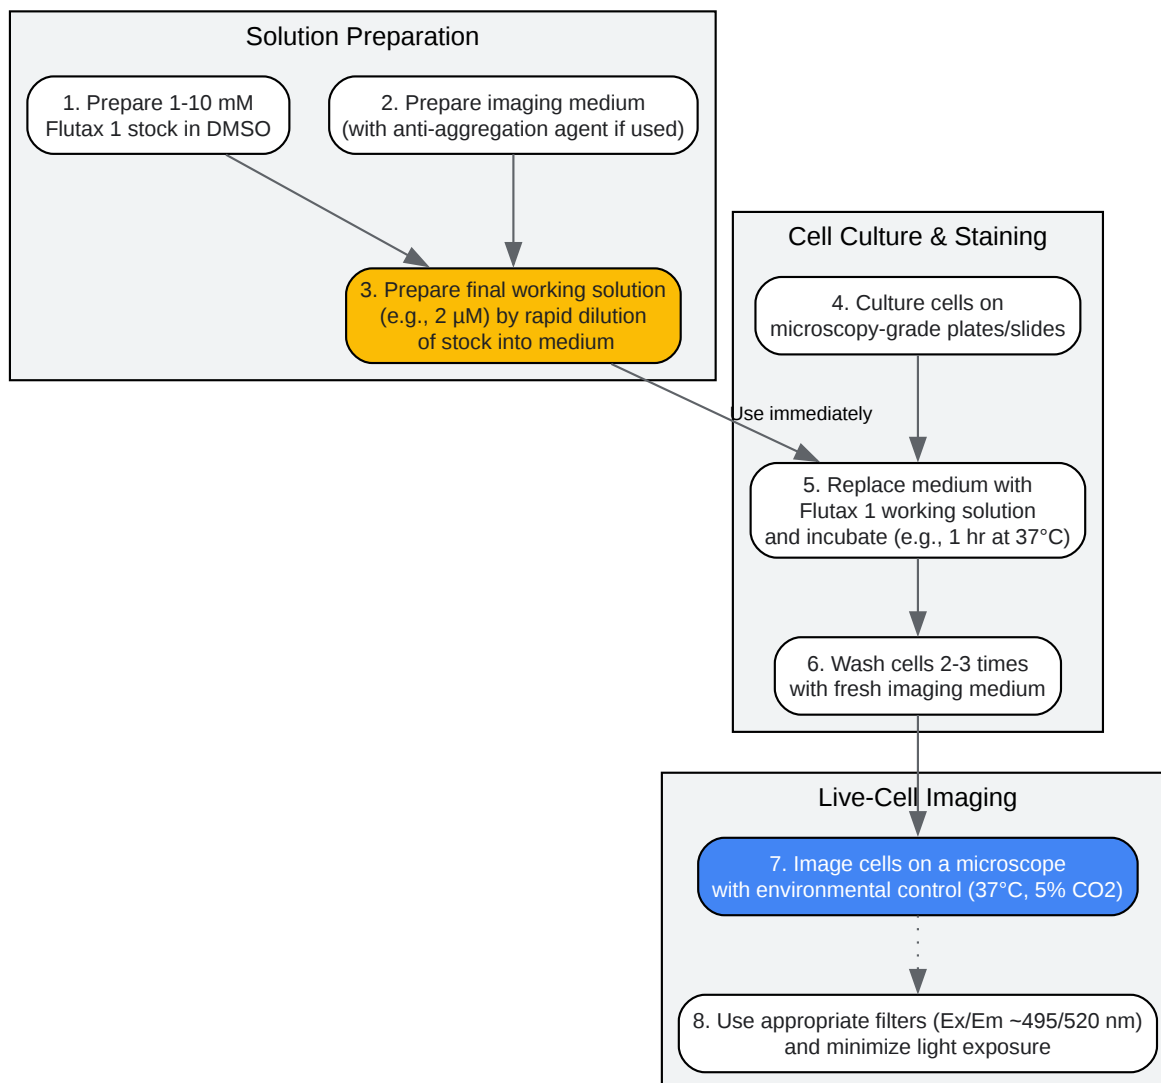 Solution Preparation
1. Prepare 1-10 mM
Flutax 1 stock in DMSO
2. Prepare imaging medium
(with anti-aggregation agent if used)
3. Prepare final working solution
(e.g., 2 µM) by rapid dilution
of stock into medium
Use immediately
Cell Culture & Staining
4. Culture cells on
microscopy-grade plates/slides
5. Replace medium with
Flutax 1 working solution
and incubate (e.g., 1 hr at 37°C)
6. Wash cells 2-3 times
with fresh imaging medium
Live-Cell Imaging
7. Image cells on a microscope
with environmental control (37°C, 5% CO2)
8. Use appropriate filters (Ex/Em ~495/520 nm)
and minimize light exposure